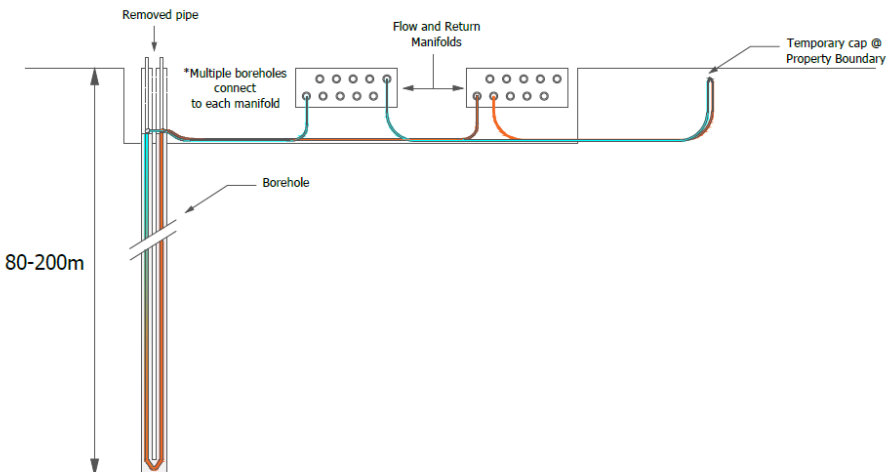 Removed pipe
Flow and Return
Manifolds
Temporary cap @
Property Boundary
*Multiple boreholes
connect
to each manifold
Borehole
80-200m